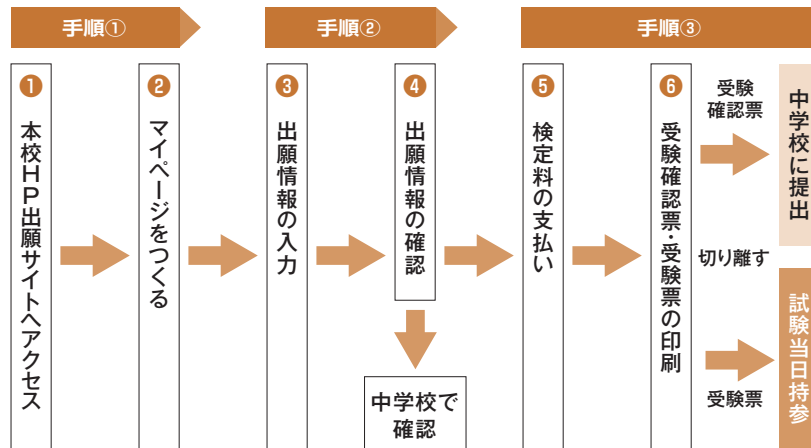 手順①
手順②
手順③
❶ 本校HP出願サイトへアクセス
❷ マイページをつくる
❸ 出願情報の入力
❹ 出願情報の確認
中学校で
確認
❺ 検定料の支払い
❻ 受験確認票・受験票の印刷
受験
確認票
中学校に提出
切り離す
受験票
試験当日持参